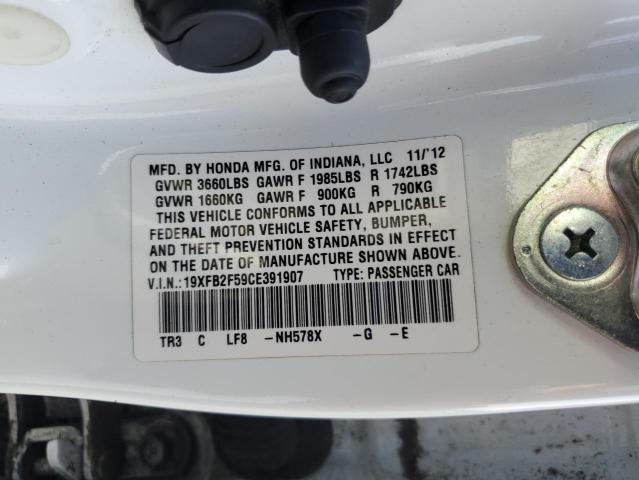 MFD. BY HONDA MFG. OF INDIANA, LLC 11/'12
GVWR 3660LBS GAWR F 1985LBS R 1742LBS
GVWR 1660KG GAWR F 900KG R 790KG
THIS VEHICLE CONFORMS TO ALL APPLICABLE
FEDERAL MOTOR VEHICLE SAFETY, BUMPER,
AND THEFT PREVENTION STANDARDS IN EFFECT
ON THE DATE OF MANUFACTURE SHOWN ABOVE.
V.I.N.: 19XFB2F59CE391907 TYPE: PASSENGER CAR
TR3 C LF8 -NH578X -G -E